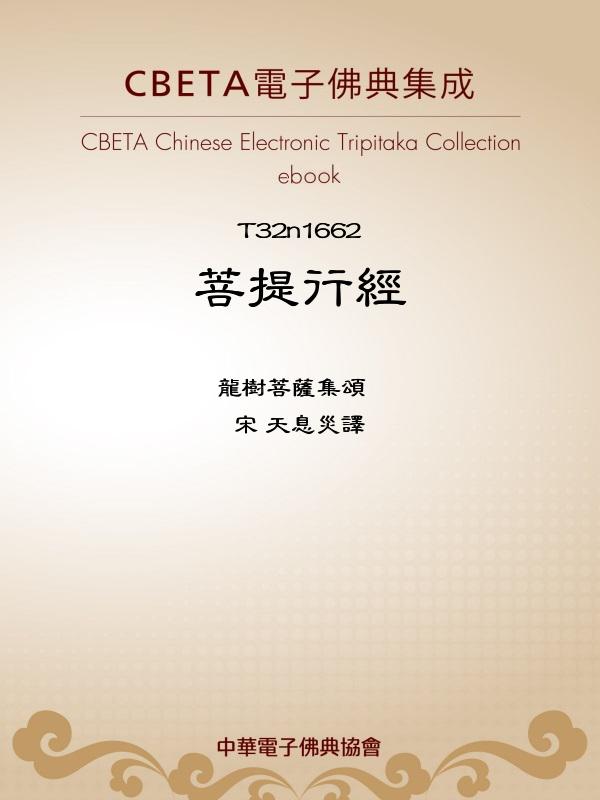 CBETA電子佛典集成
CBETA Chinese Electronic Tripitaka Collection
ebook
T32n1662
菩提行經
龍樹菩薩集頌
宋 天息災譯
中華電子佛典協會